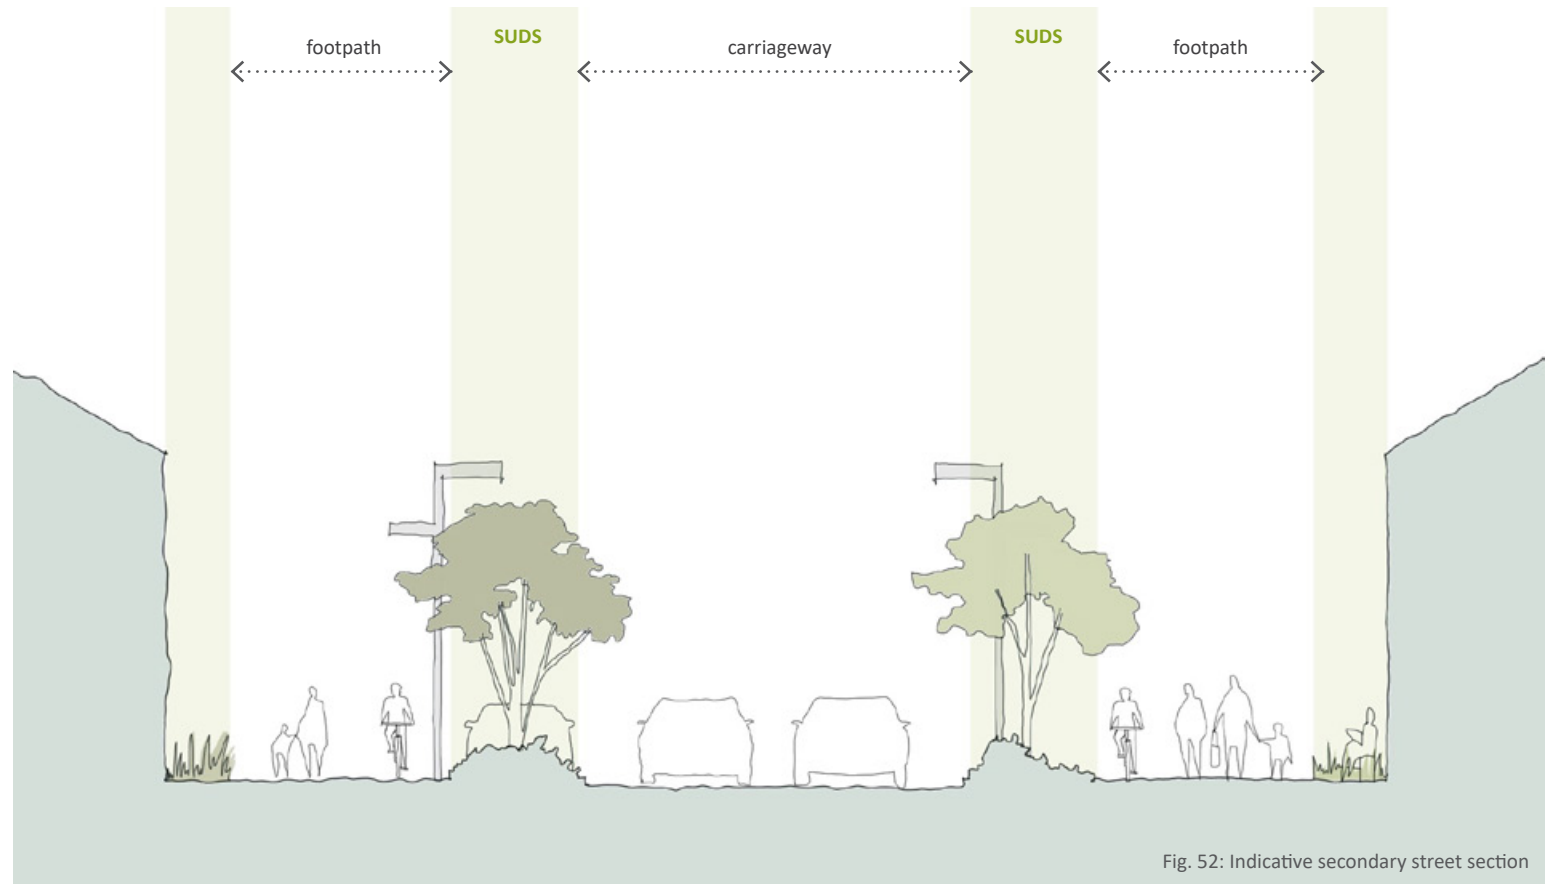 footpath
SUDS
carriageway
SUDS
footpath
Fig. 52: Indicative secondary street section